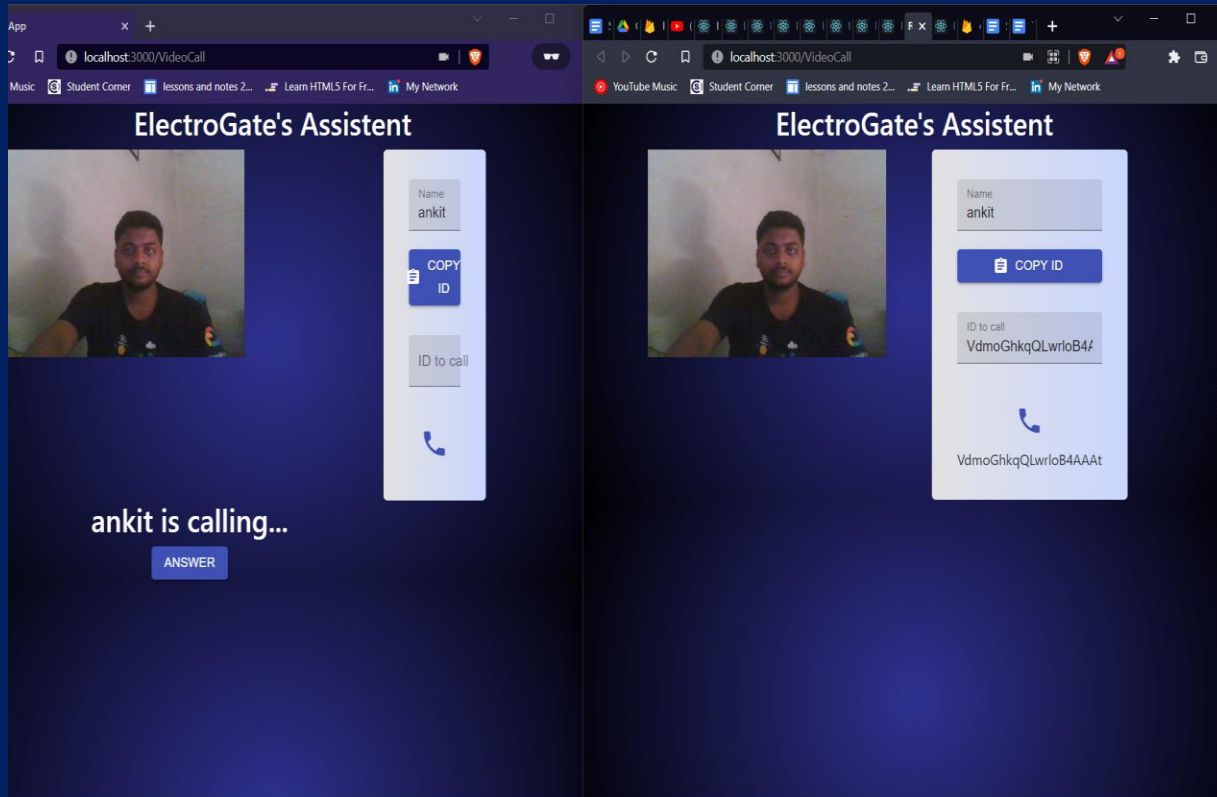 App
localhost:3000/VideoCall
Music Student Corner lessons and notes 2... Learn HTML5 For Fr... My Network
ElectroGate's Assistent
Name
ankit
COPY
ID
ID to call
ankit is calling...
ANSWER
localhost:3000/VideoCall
YouTube Music Student Corner lessons and notes 2... Learn HTML5 For Fr... My Network
ElectroGate's Assistent
Name
ankit
COPY ID
ID to call
VdmoGhkqQLwrloB4A
VdmoGhkqQLwrloB4AAAt